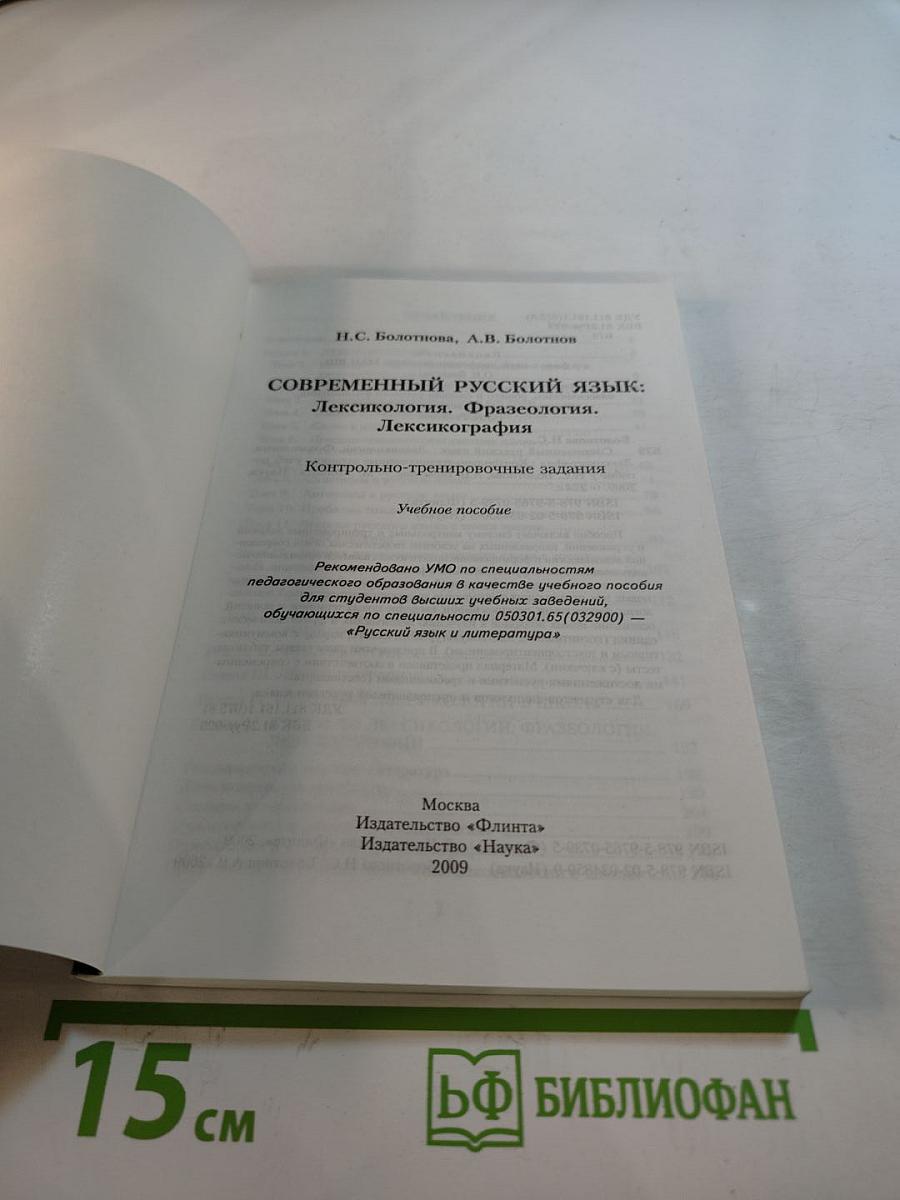 Н.С. Болотнова, А.В. Болотнов
СОВРЕМЕННЫЙ РУССКИЙ ЯЗЫК:
Лексикология. Фразеология.
Лексикография
Контрольно-тренировочные задания
Учебное пособие
Рекомендовано УМО по специальностям
педагогического образования в качестве учебного пособия
для студентов высших учебных заведений,
обучающихся по специальности 050301.65(032900) —
«Русский язык и литература»
Москва
Издательство «Флинта»
Издательство «Наука»
2009
15 см
БФ БИБЛИОФАН